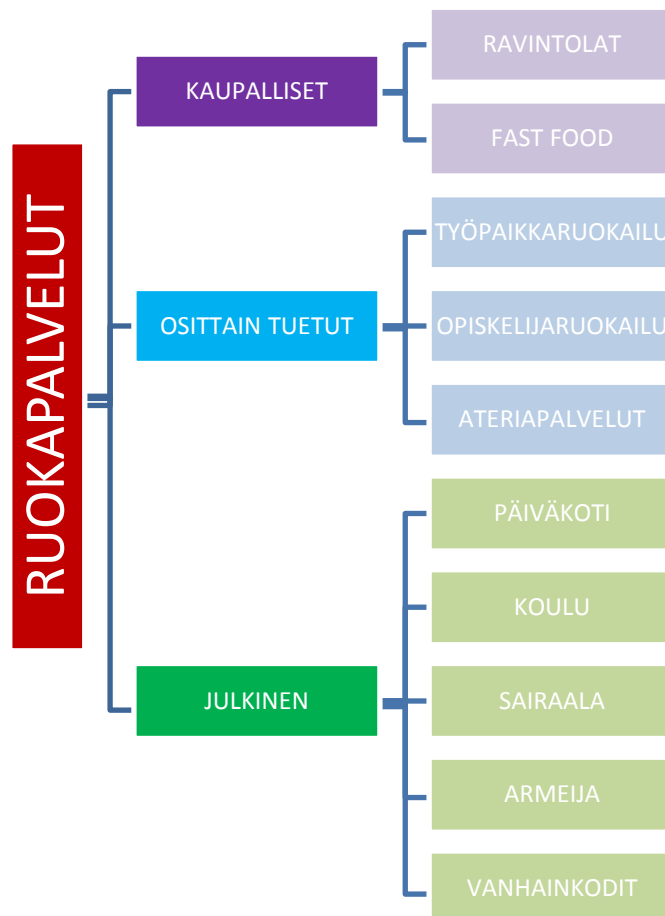 RUOKAPALVELUT
KAUPALLISET
RAVINTOLAT
FAST FOOD
OSITTAIN TUETUT
TYÖPAIKKARUOKAILU
OPISKELIJARUOKAILU
ATERIAPALVELUT
JULKINEN
PÄIVÄKOTI
KOULU
SAIRAALA
ARMEIJA
VANHAINKODIT